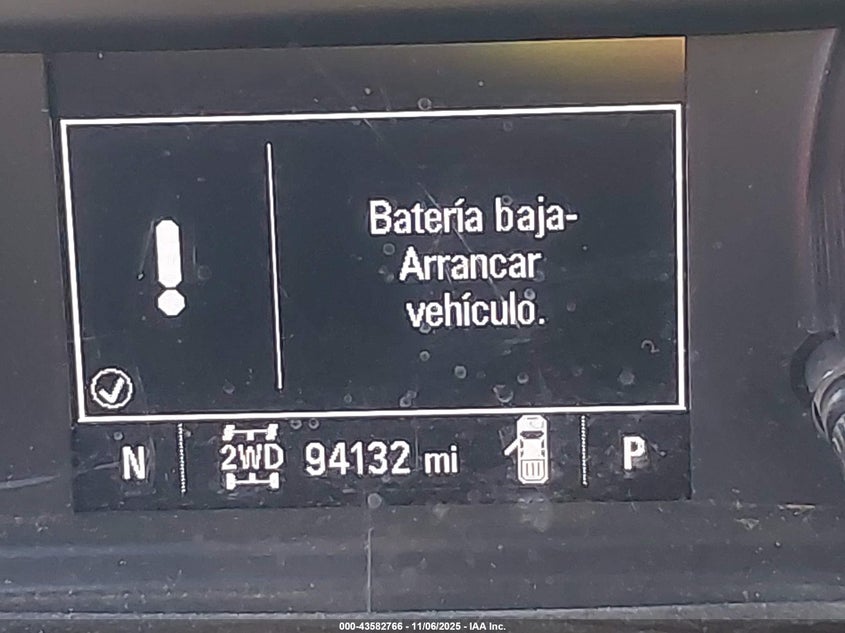 Batería baja-
Arrancar
vehículo.
N 2WD 94132 mi P
000-43582766 - 11/06/2025 - IAA Inc.